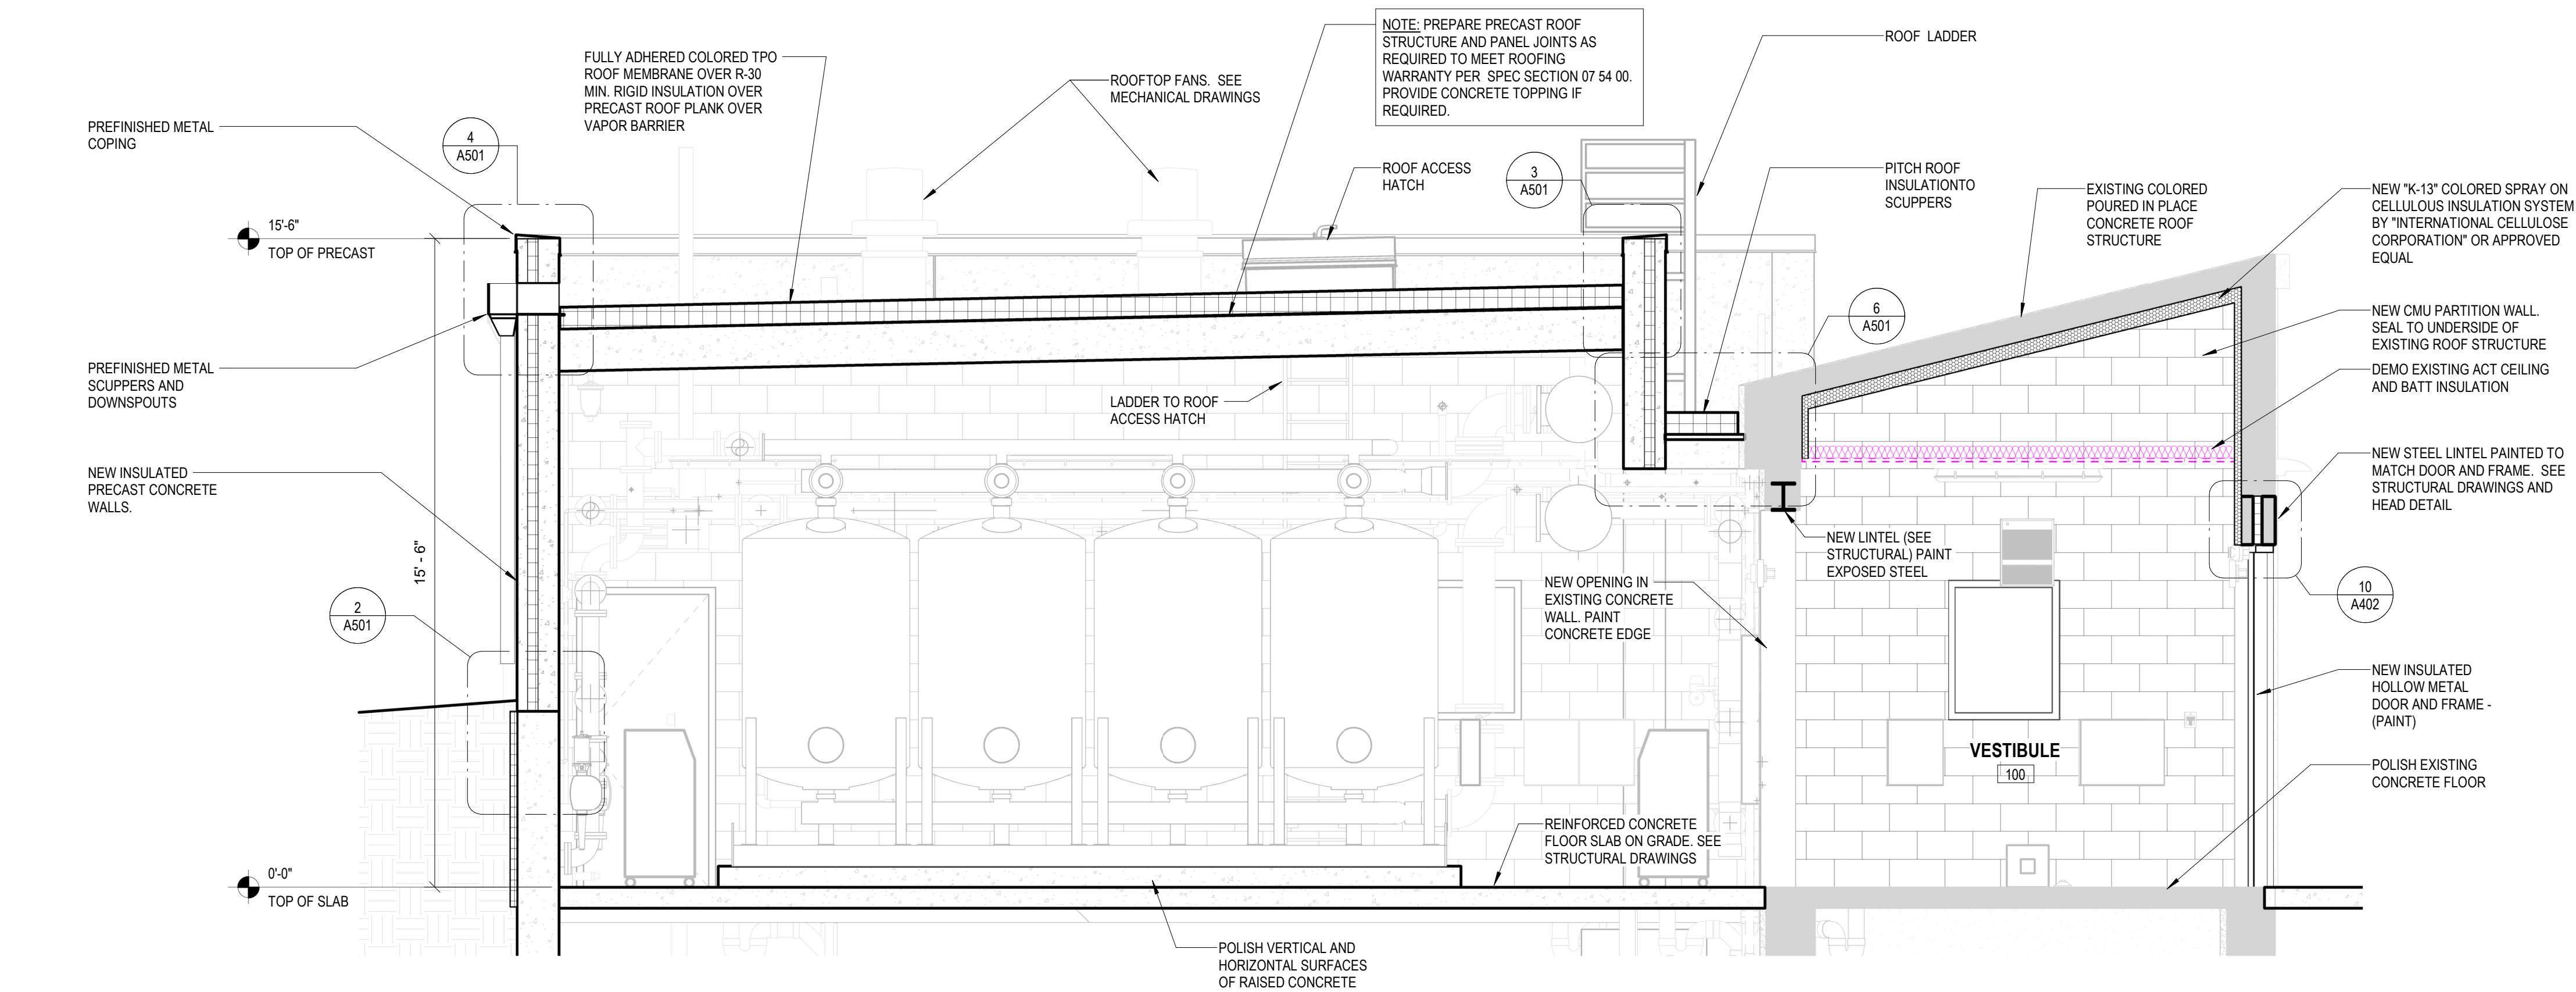 NOTE: PREPARE PRECAST ROOF
STRUCTURE AND PANEL JOINTS AS
REQUIRED TO MEET ROOFING
WARRANTY PER SPEC SECTION 07 54 00.
PROVIDE CONCRETE TOPPING IF
REQUIRED.
ROOF LADDER
FULLY ADHERED COLORED TPO
ROOF MEMBRANE OVER R-30
MIN. RIGID INSULATION OVER
PRECAST ROOF PLANK OVER
VAPOR BARRIER
ROOFTOP FANS. SEE
MECHANICAL DRAWINGS
PREFINISHED METAL
COPING
4
A501
ROOF ACCESS
HATCH
3
A501
PITCH ROOF
INSULATIONTO
SCUPPERS
EXISTING COLORED
POURED IN PLACE
CONCRETE ROOF
STRUCTURE
NEW "K-13" COLORED SPRAY ON
CELLULOUS INSULATION SYSTEM
BY "INTERNATIONAL CELLULOSE
CORPORATION" OR APPROVED
EQUAL
15'-6"
TOP OF PRECAST
6
A501
NEW CMU PARTITION WALL.
SEAL TO UNDERSIDE OF
EXISTING ROOF STRUCTURE
PREFINISHED METAL
SCUPPERS AND
DOWNSPOUTS
DEMO EXISTING ACT CEILING
AND BATT INSULATION
LADDER TO ROOF
ACCESS HATCH
NEW INSULATED
PRECAST CONCRETE
WALLS.
NEW STEEL LINTEL PAINTED TO
MATCH DOOR AND FRAME. SEE
STRUCTURAL DRAWINGS AND
HEAD DETAIL
15' - 6"
NEW LINTEL (SEE
STRUCTURAL) PAINT
EXPOSED STEEL
NEW OPENING IN
EXISTING CONCRETE
WALL. PAINT
CONCRETE EDGE
2
A501
10
A402
NEW INSULATED
HOLLOW METAL
DOOR AND FRAME -
(PAINT)
VESTIBULE
100
POLISH EXISTING
CONCRETE FLOOR
REINFORCED CONCRETE
FLOOR SLAB ON GRADE. SEE
STRUCTURAL DRAWINGS
0'-0"
TOP OF SLAB
POLISH VERTICAL AND
HORIZONTAL SURFACES
OF RAISED CONCRETE